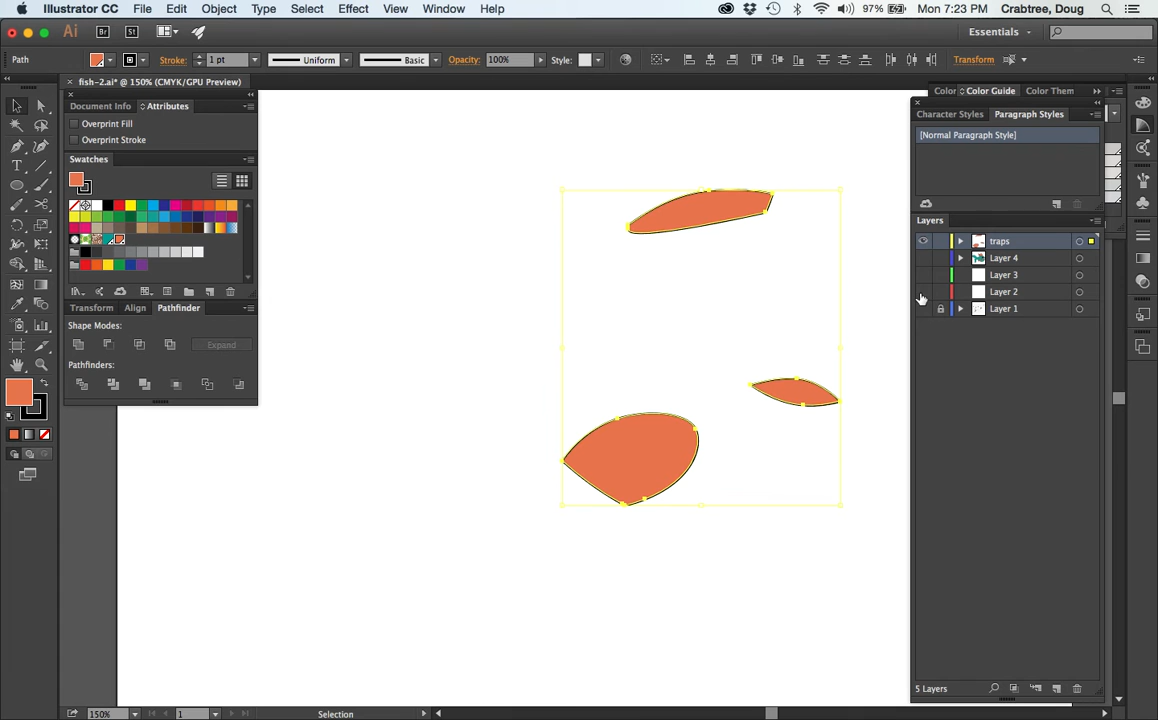 Illustrator CC File Edit Object Type Select Effect View Window Help 97% Mon 7:23 PM Crabtree, Doug
Ai Br St Essentials
Path Stroke: 1 pt Uniform Basic Opacity: 100% Style: Transform
× fish-2.ai* @ 150% (CMYK/GPU Preview)
Document Info Attributes
Overprint Fill
Overprint Stroke
Swatches
Transform Align Pathfinder
Shape Modes:
Expand
Pathfinders:
Color Color Guide Color Them
Character Styles Paragraph Styles
[Normal Paragraph Style]
Layers
traps
Layer 4
Layer 3
Layer 2
Layer 1
5 Layers
150% 1 Selection